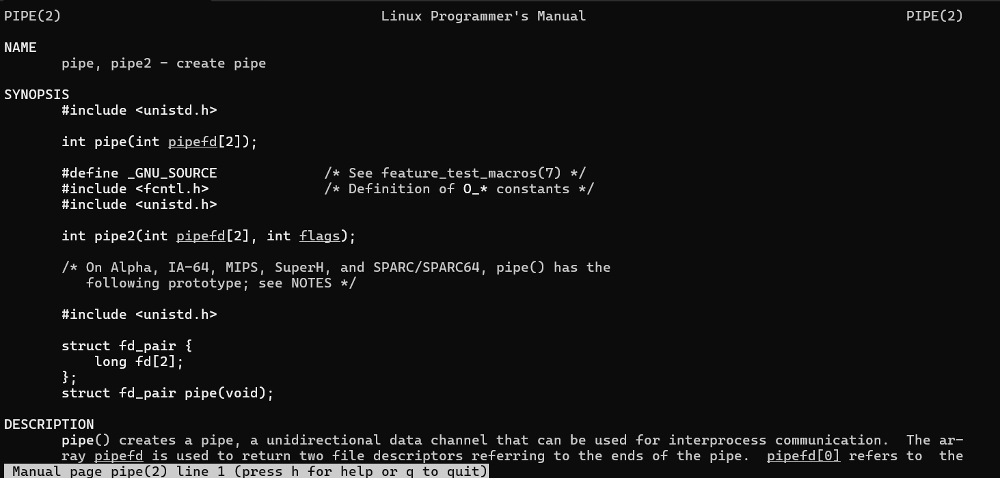 PIPE(2)                                       Linux Programmer's Manual                                       PIPE(2)
NAME
       pipe, pipe2 - create pipe
SYNOPSIS
       #include <unistd.h>
       int pipe(int pipefd[2]);
       #define _GNU_SOURCE             /* See feature_test_macros(7) */
       #include <fcntl.h>              /* Definition of O_* constants */
       #include <unistd.h>
       int pipe2(int pipefd[2], int flags);
       /* On Alpha, IA-64, MIPS, SuperH, and SPARC/SPARC64, pipe() has the
          following prototype; see NOTES */
       #include <unistd.h>
       struct fd_pair {
           long fd[2];
       };
       struct fd_pair pipe(void);
DESCRIPTION
       pipe() creates a pipe, a unidirectional data channel that can be used for interprocess communication.  The ar-
       ray pipefd is used to return two file descriptors referring to the ends of the pipe.  pipefd[0] refers to  the
 Manual page pipe(2) line 1 (press h for help or q to quit)